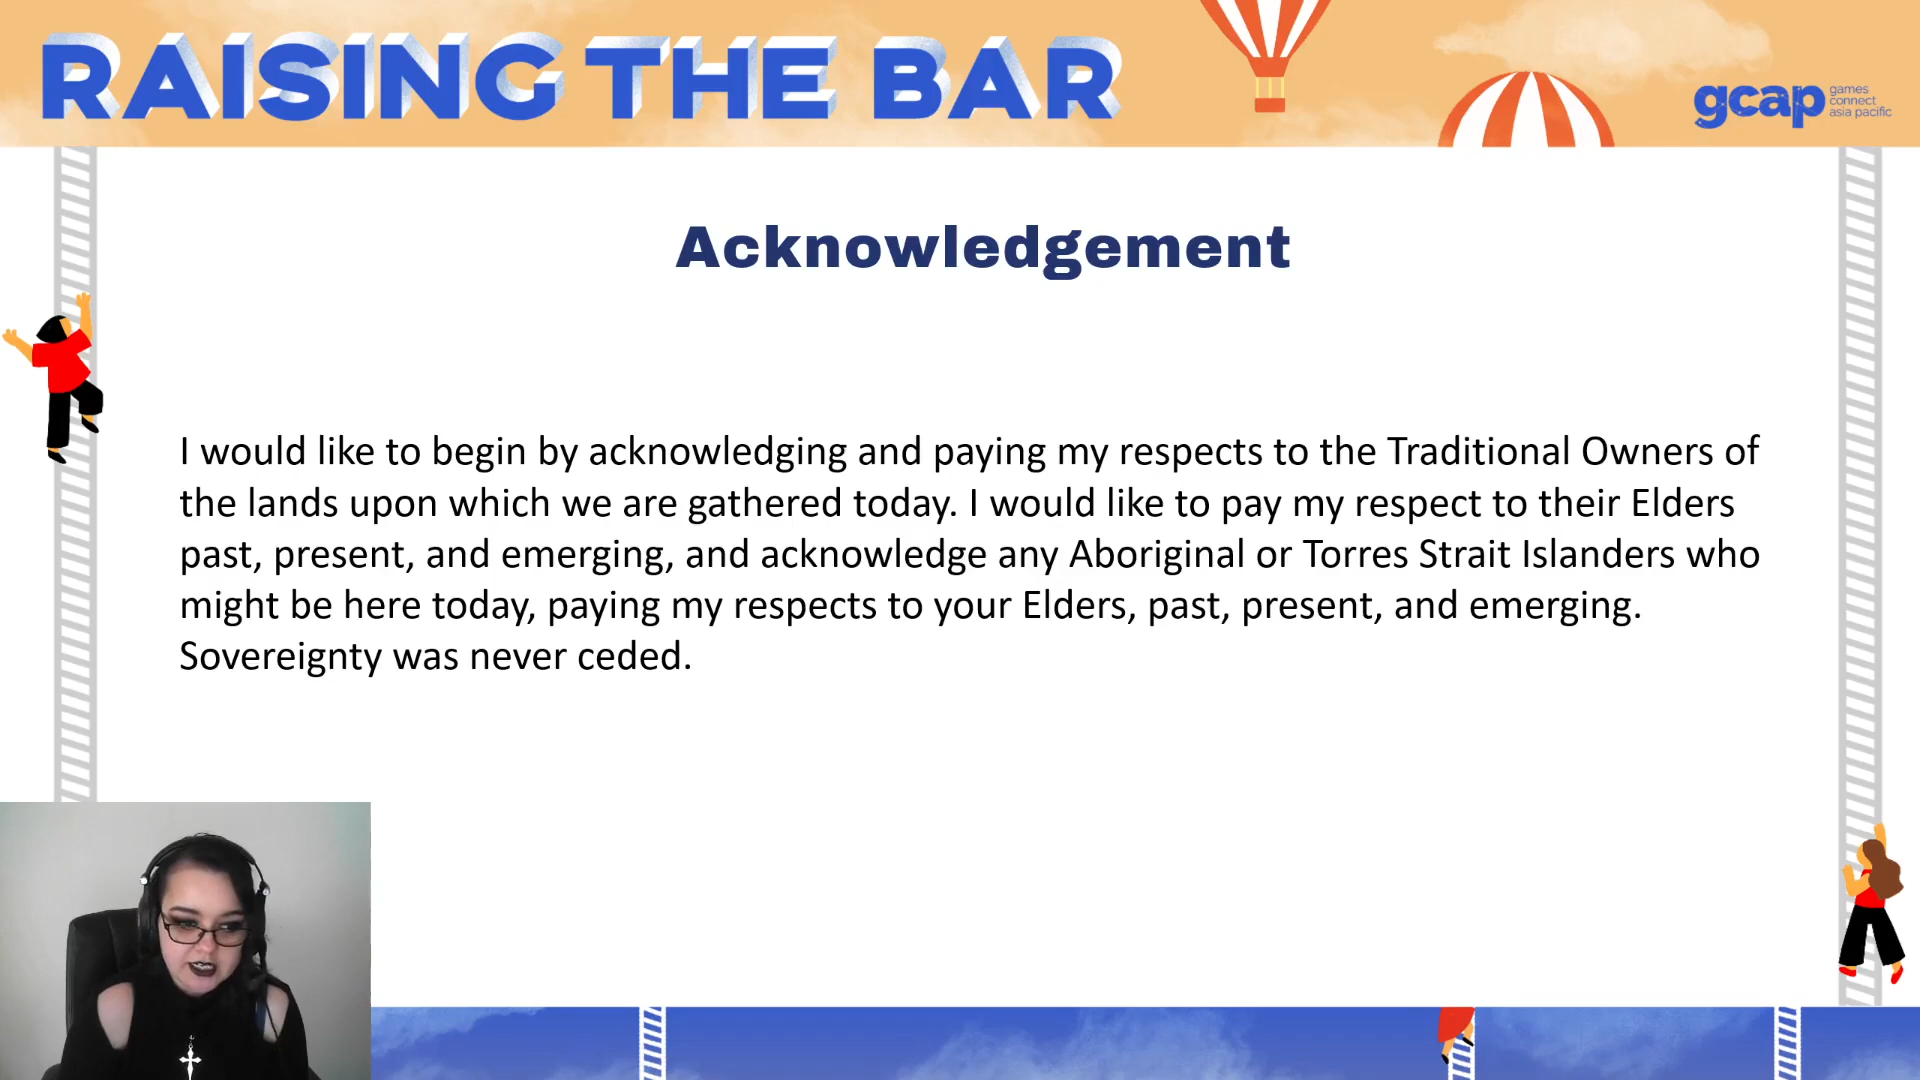 RAISING THE BAR
gcap games
connect
asia pacific
Acknowledgement
I would like to begin by acknowledging and paying my respects to the Traditional Owners of
the lands upon which we are gathered today. I would like to pay my respect to their Elders
past, present, and emerging, and acknowledge any Aboriginal or Torres Strait Islanders who
might be here today, paying my respects to your Elders, past, present, and emerging.
Sovereignty was never ceded.